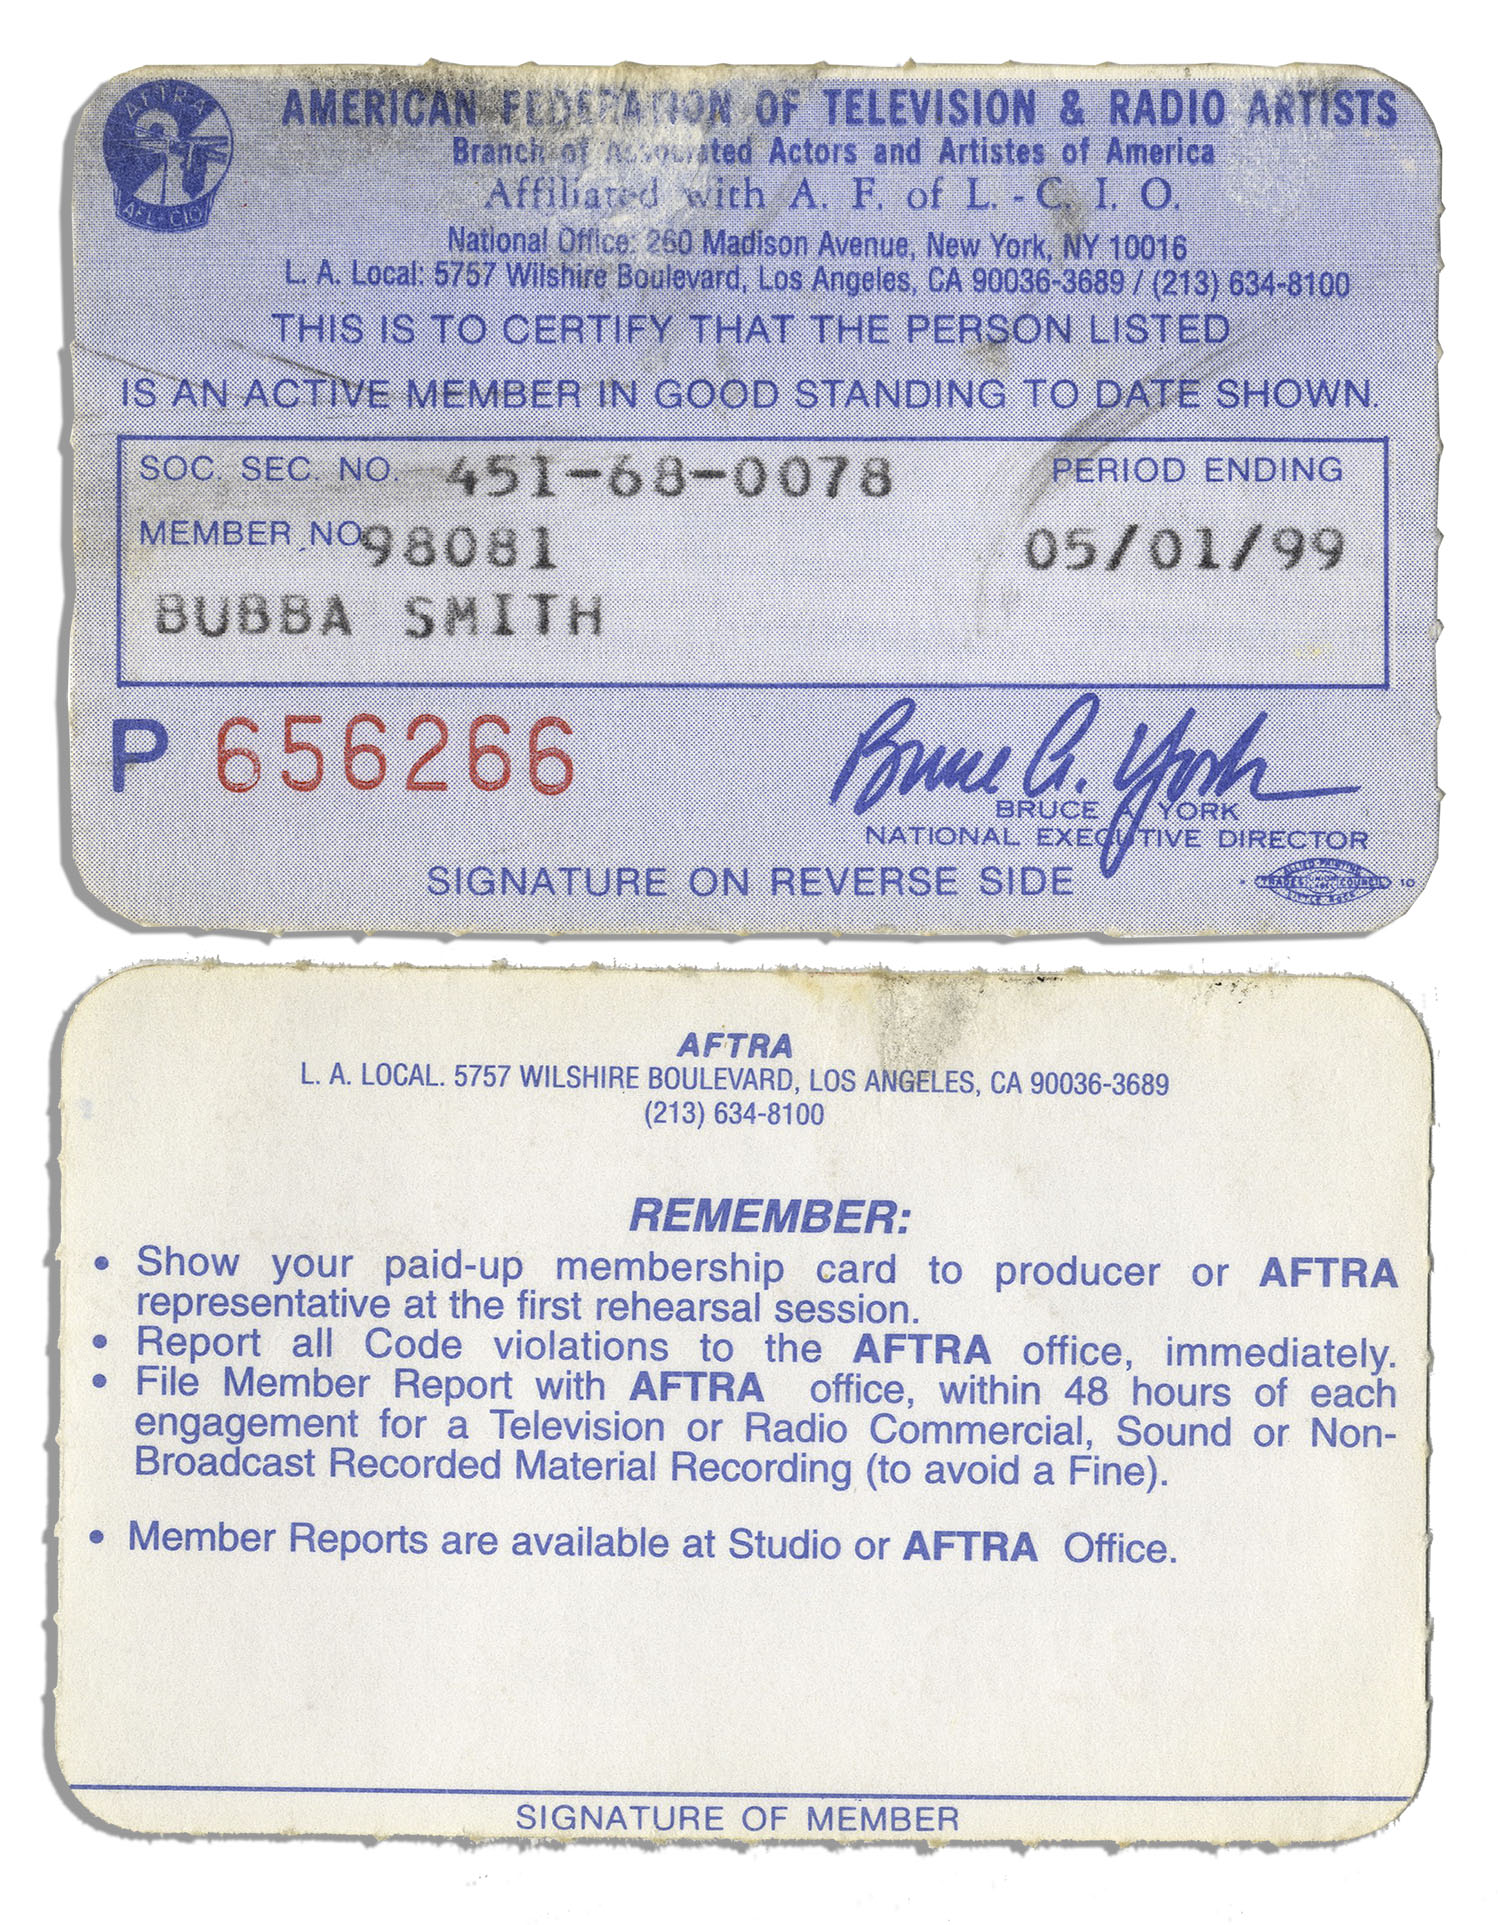 AFTRA
AFL-CIO
AMERICAN FEDERATION OF TELEVISION & RADIO ARTISTS
Branch of Associated Actors and Artistes of America
Affiliated with A. F. of L. - C. I. O.
National Office: 260 Madison Avenue, New York, NY 10016
L. A. Local: 5757 Wilshire Boulevard, Los Angeles, CA 90036-3689 / (213) 634-8100
THIS IS TO CERTIFY THAT THE PERSON LISTED
IS AN ACTIVE MEMBER IN GOOD STANDING TO DATE SHOWN.
SOC. SEC. NO. 451-68-0078 PERIOD ENDING
MEMBER NO 98081 05/01/99
BUBBA SMITH
P 656266
Bruce A. York
BRUCE A. YORK
NATIONAL EXECUTIVE DIRECTOR
SIGNATURE ON REVERSE SIDE
TRADES COUNCIL 10
AFTRA
L. A. LOCAL. 5757 WILSHIRE BOULEVARD, LOS ANGELES, CA 90036-3689
(213) 634-8100
REMEMBER:
• Show your paid-up membership card to producer or AFTRA
representative at the first rehearsal session.
• Report all Code violations to the AFTRA office, immediately.
• File Member Report with AFTRA office, within 48 hours of each
engagement for a Television or Radio Commercial, Sound or Non-
Broadcast Recorded Material Recording (to avoid a Fine).
• Member Reports are available at Studio or AFTRA Office.
SIGNATURE OF MEMBER